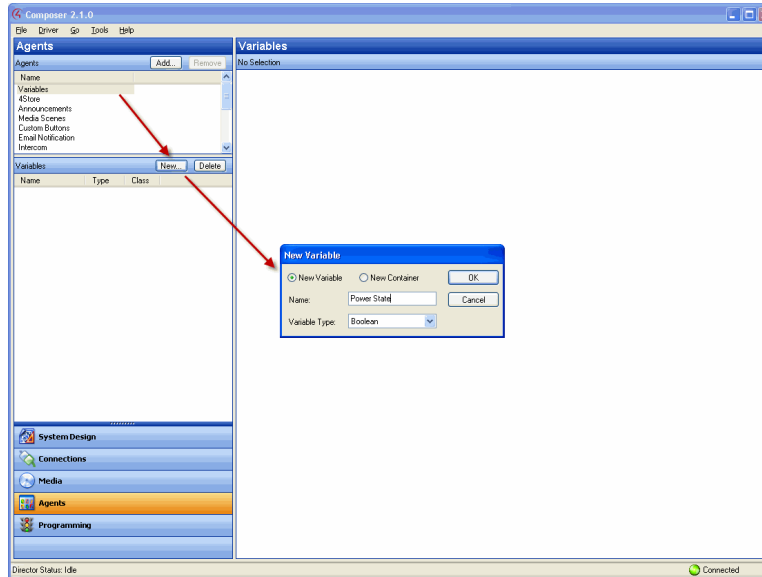 Composer 2.1.0
File Driver Go Tools Help
Agents
Agents Add... Remove
Name
Variables
4Store
Announcements
Media Scenes
Custom Buttons
Email Notification
Intercom
Variables New... Delete
Name Type Class
System Design
Connections
Media
Agents
Programming
Director Status: Idle
Variables
No Selection
New Variable
New Variable New Container OK
Name: Power State Cancel
Variable Type: Boolean
Connected